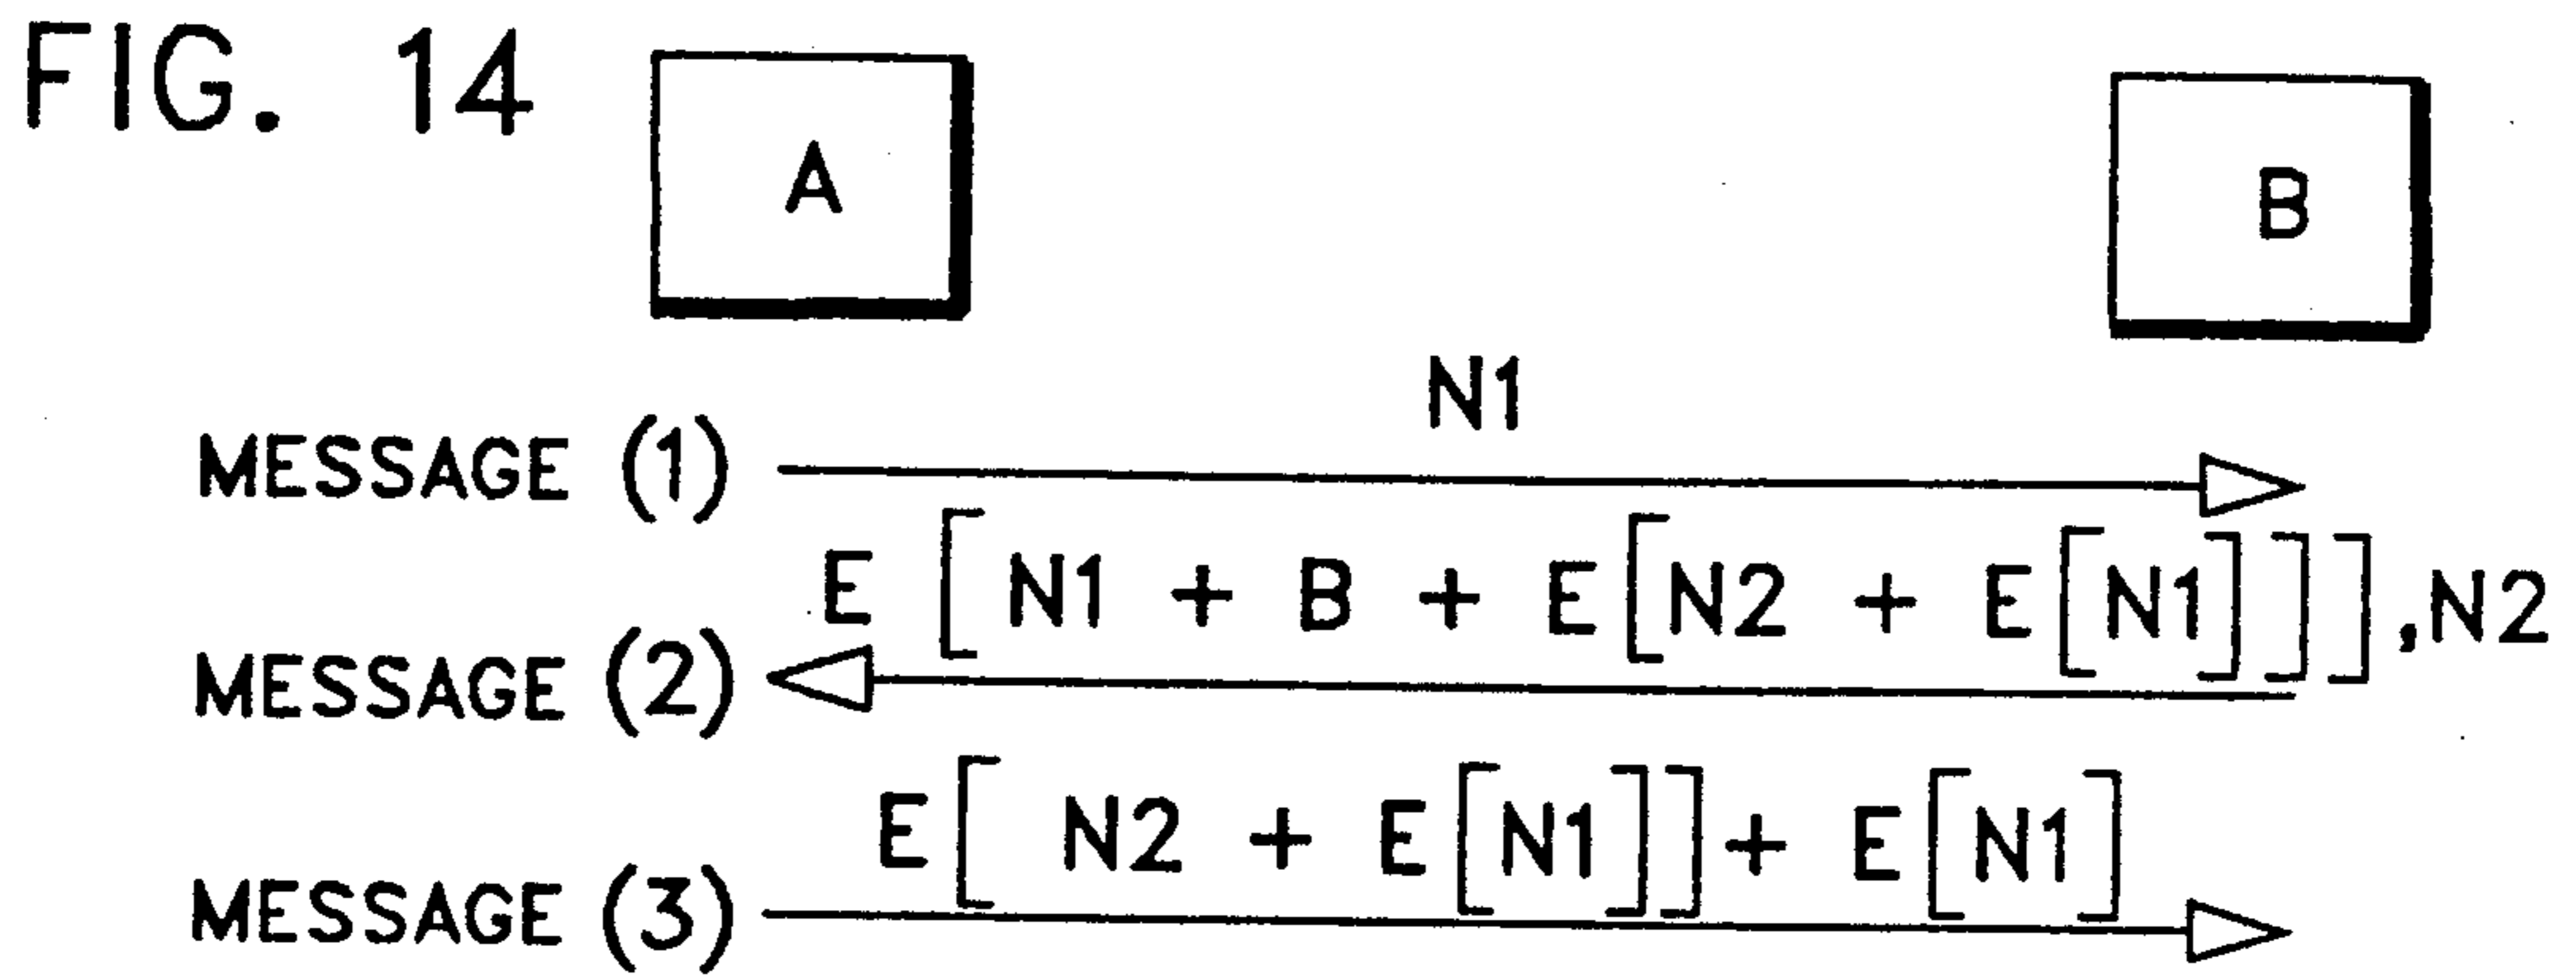 FIG. 14
A
B
N1
MESSAGE (1)
E [ N1 + B + E [ N2 + E [ N1 ] ] ] , N2
MESSAGE (2)
E [ N2 + E [ N1 ] ] + E [ N1 ]
MESSAGE (3)